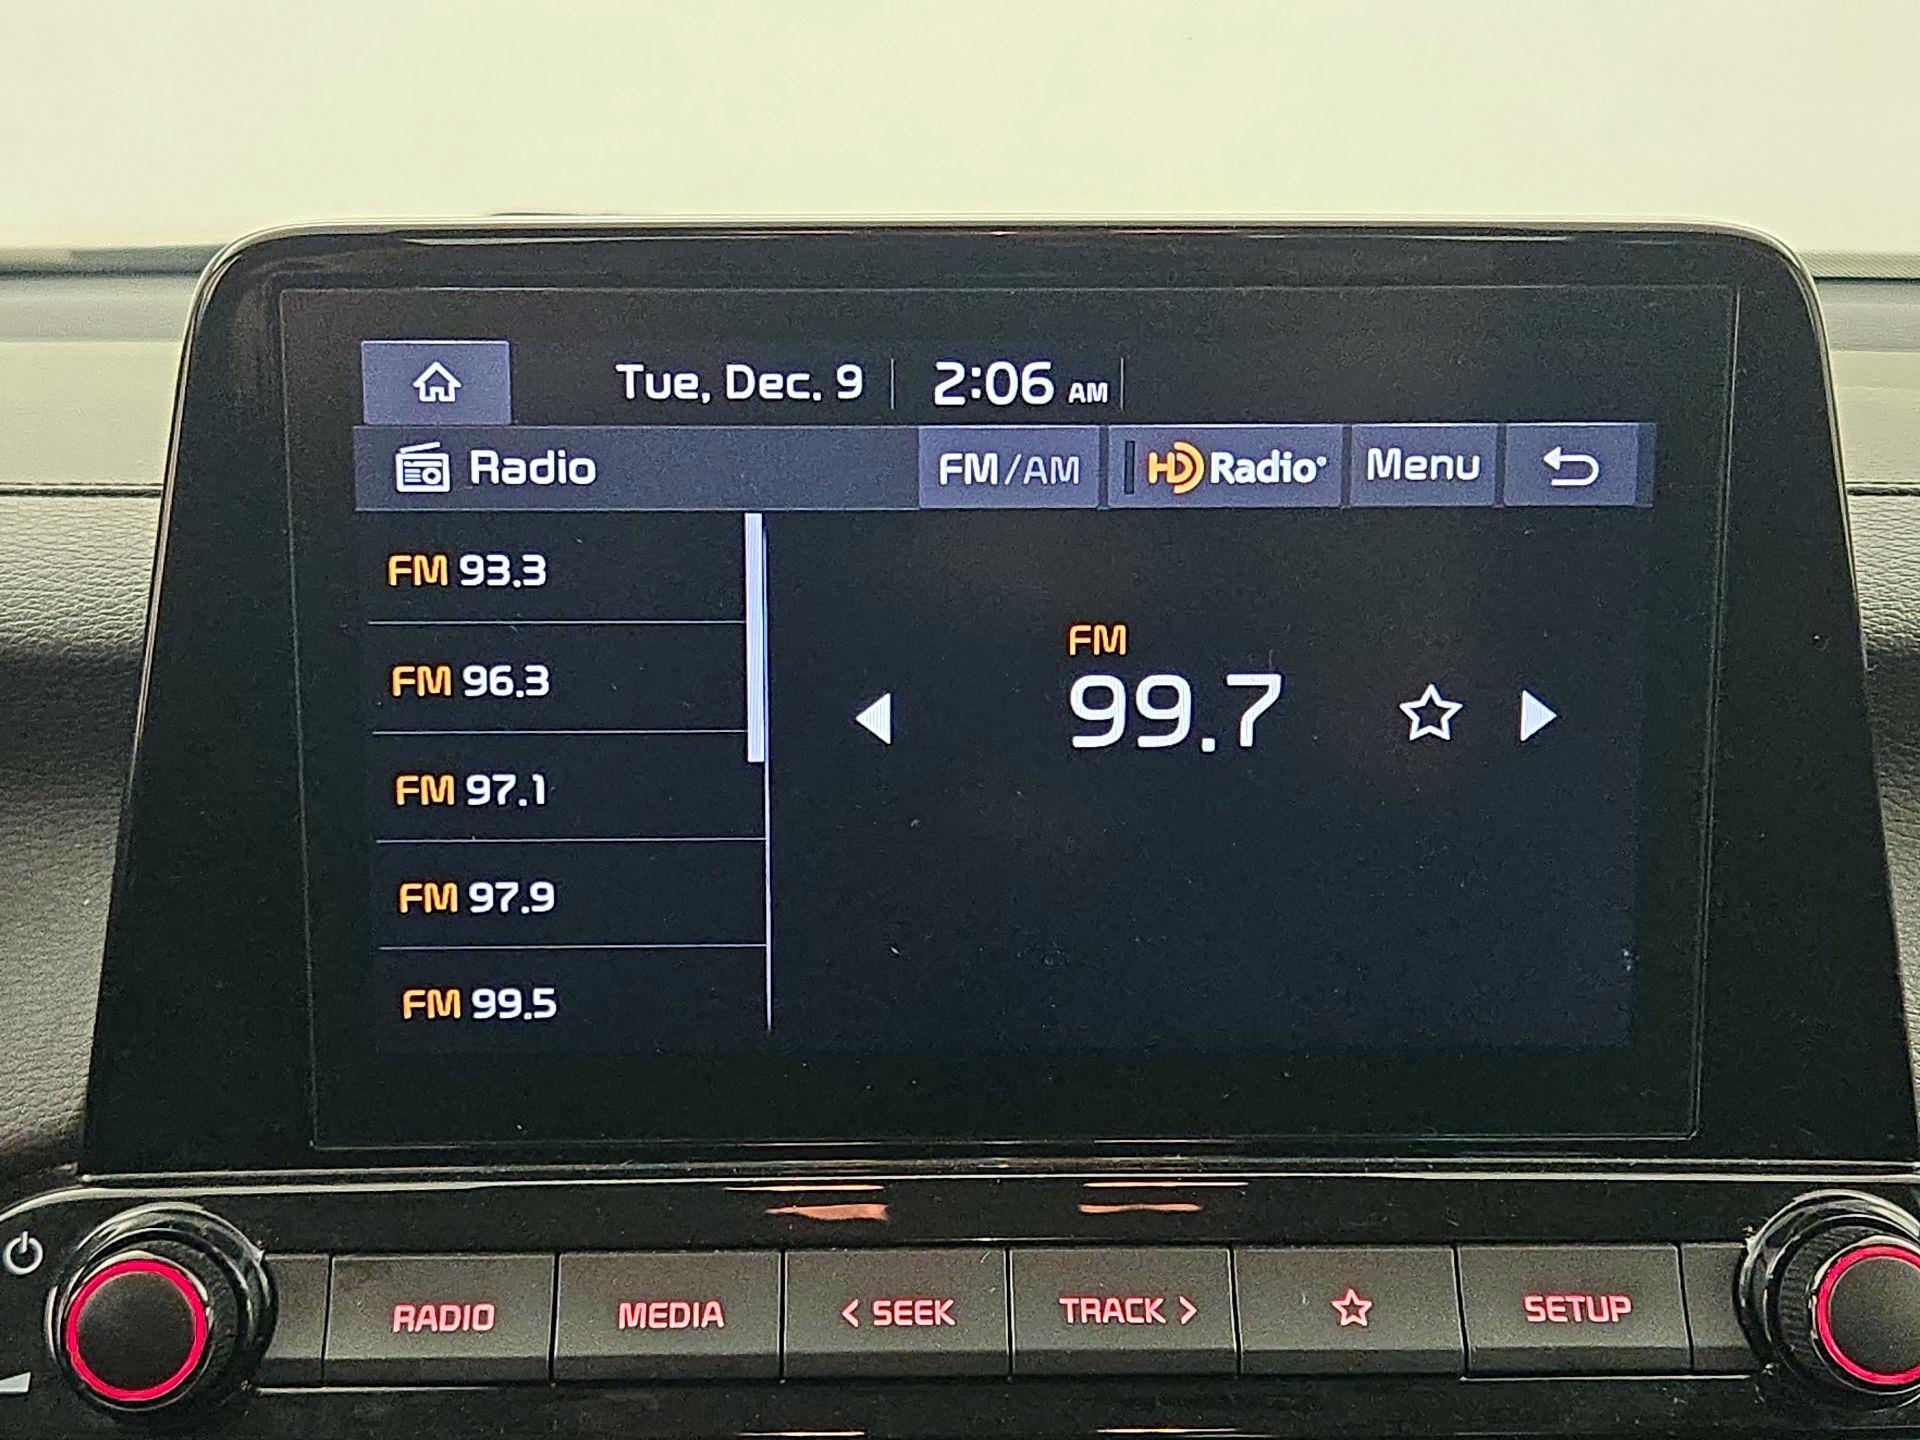 Tue, Dec. 9 2:06 AM
Radio FM/AM HD Radio® Menu
FM 93.3
FM 96.3
FM 97.1
FM 97.9
FM 99.5
FM
99.7
RADIO MEDIA < SEEK TRACK > SETUP